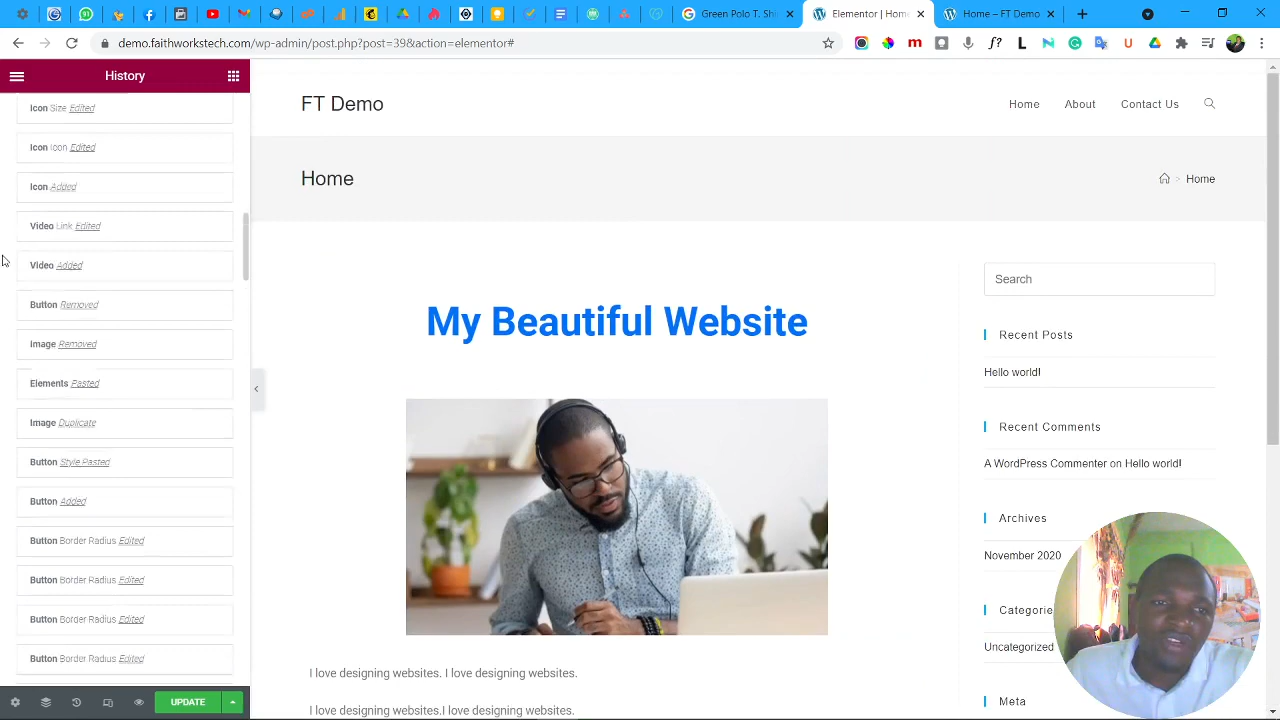 Green Polo T. Shi
Elementor | Home
Home – FT Demo
demo.faithwokstech.com/wp-admin/post.php?post=39&action=elementor#
History
Icon Size Edited
Icon Icon Edited
Icon Added
Video Link Edited
Video Added
Button Removed
Image Removed
Elements Pasted
Image Duplicate
Button Style Pasted
Button Added
Button Border Radius Edited
Button Border Radius Edited
Button Border Radius Edited
Button Border Radius Edited
UPDATE
FT Demo
Home About Contact Us
Home
> Home
My Beautiful Website
I love designing websites. I love designing websites.
I love designing websites.I love designing websites.
Search
Recent Posts
Hello world!
Recent Comments
A WordPress Commenter on Hello world!
Archives
November 2020
Categorie
Uncategorized
Meta